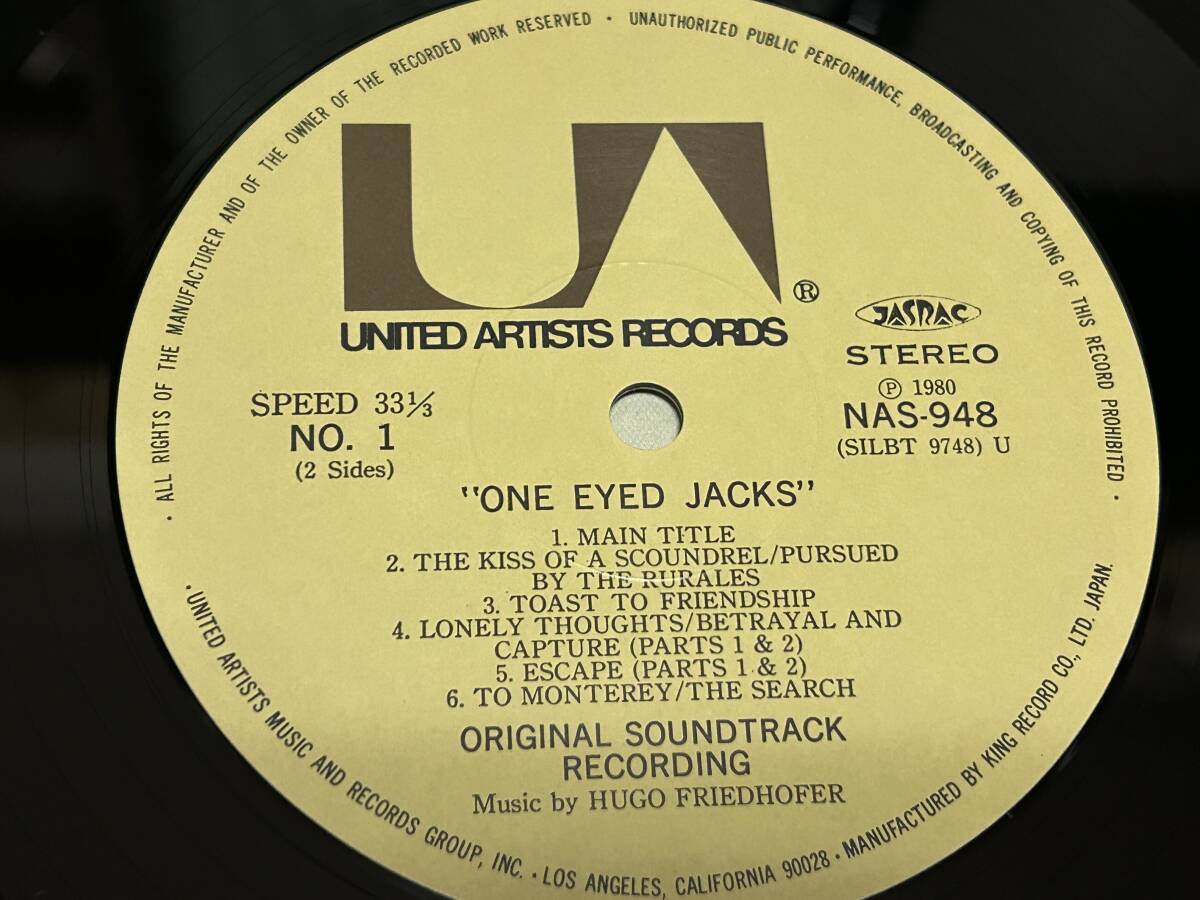 · ALL RIGHTS OF THE MANUFACTURER AND OF THE OWNER OF THE RECORDED WORK RESERVED · UNAUTHORIZED PUBLIC PERFORMANCE, BROADCASTING AND COPYING OF THIS RECORD PROHIBITED ·
UA
®
UNITED ARTISTS RECORDS
JASRAC
STEREO
Ⓟ 1980
NAS-948
(SILBT 9748) U
SPEED 33⅓
NO. 1
(2 Sides)
"ONE EYED JACKS"
1. MAIN TITLE
2. THE KISS OF A SCOUNDREL/PURSUED
BY THE RURALES
3. TOAST TO FRIENDSHIP
4. LONELY THOUGHTS/BETRAYAL AND
CAPTURE (PARTS 1 & 2)
5. ESCAPE (PARTS 1 & 2)
6. TO MONTEREY/THE SEARCH
ORIGINAL SOUNDTRACK
RECORDING
Music by HUGO FRIEDHOFER
· UNITED ARTISTS MUSIC AND RECORDS GROUP, INC. · LOS ANGELES, CALIFORNIA 90028 · MANUFACTURED BY KING RECORD CO., LTD. JAPAN.